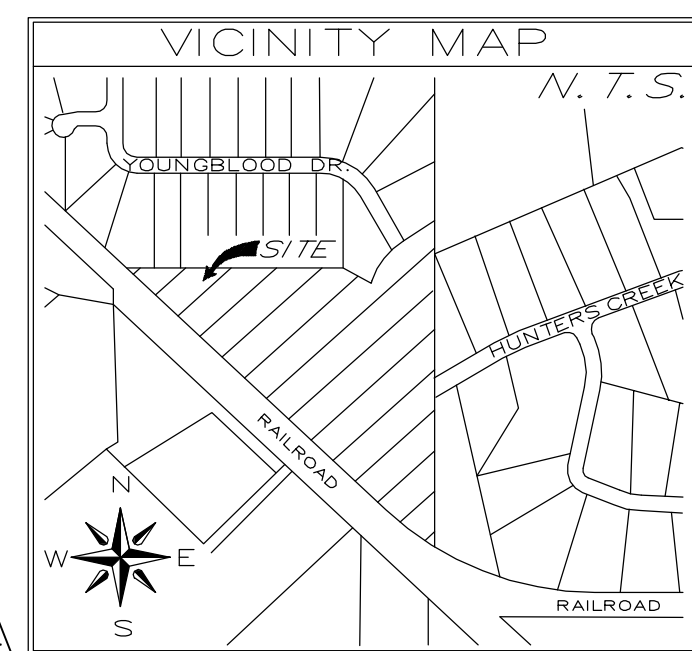 VICINITY MAP
N. T. S.
YOUNGBLOOD DR.
SITE
HUNTERS CREEK
RAILROAD
N
W E
S
RAILROAD